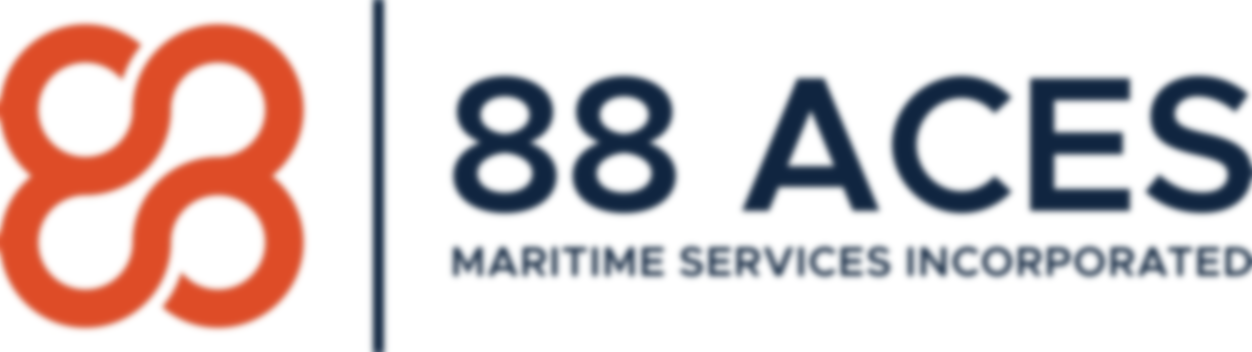 88 ACES
MARITIME SERVICES INCORPORATED